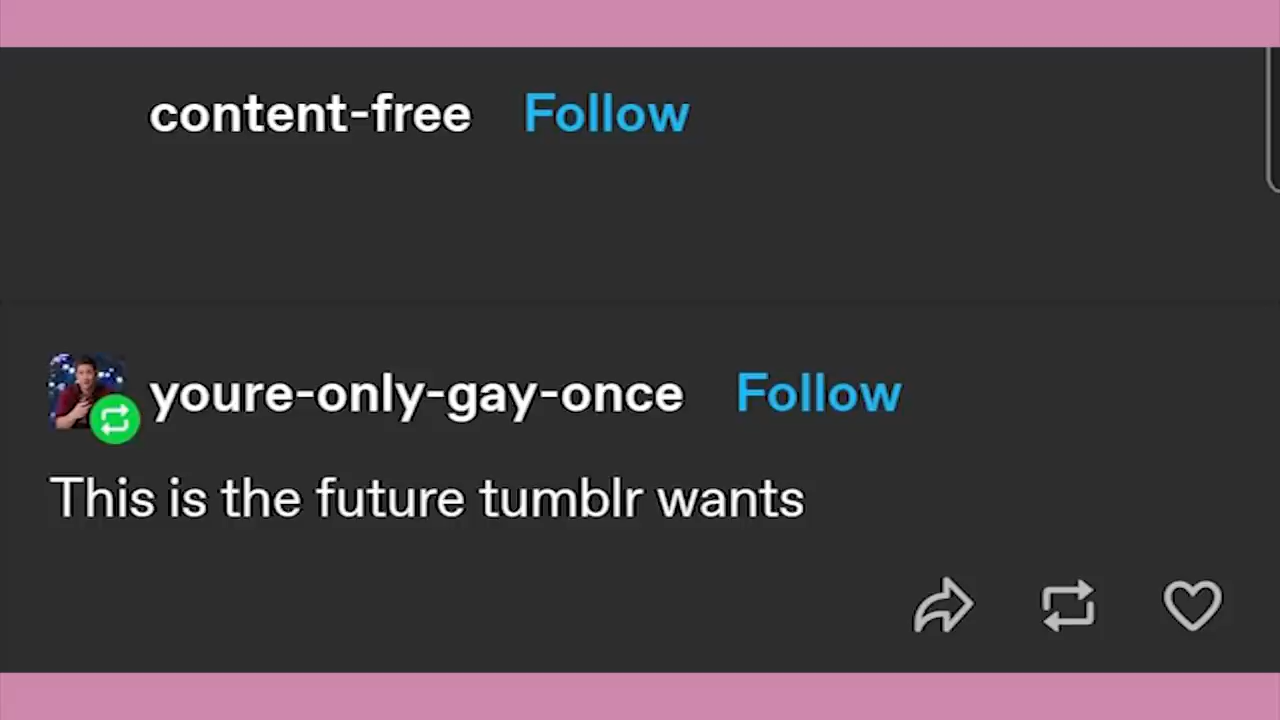 content-free Follow
youre-only-gay-once Follow
This is the future tumblr wants